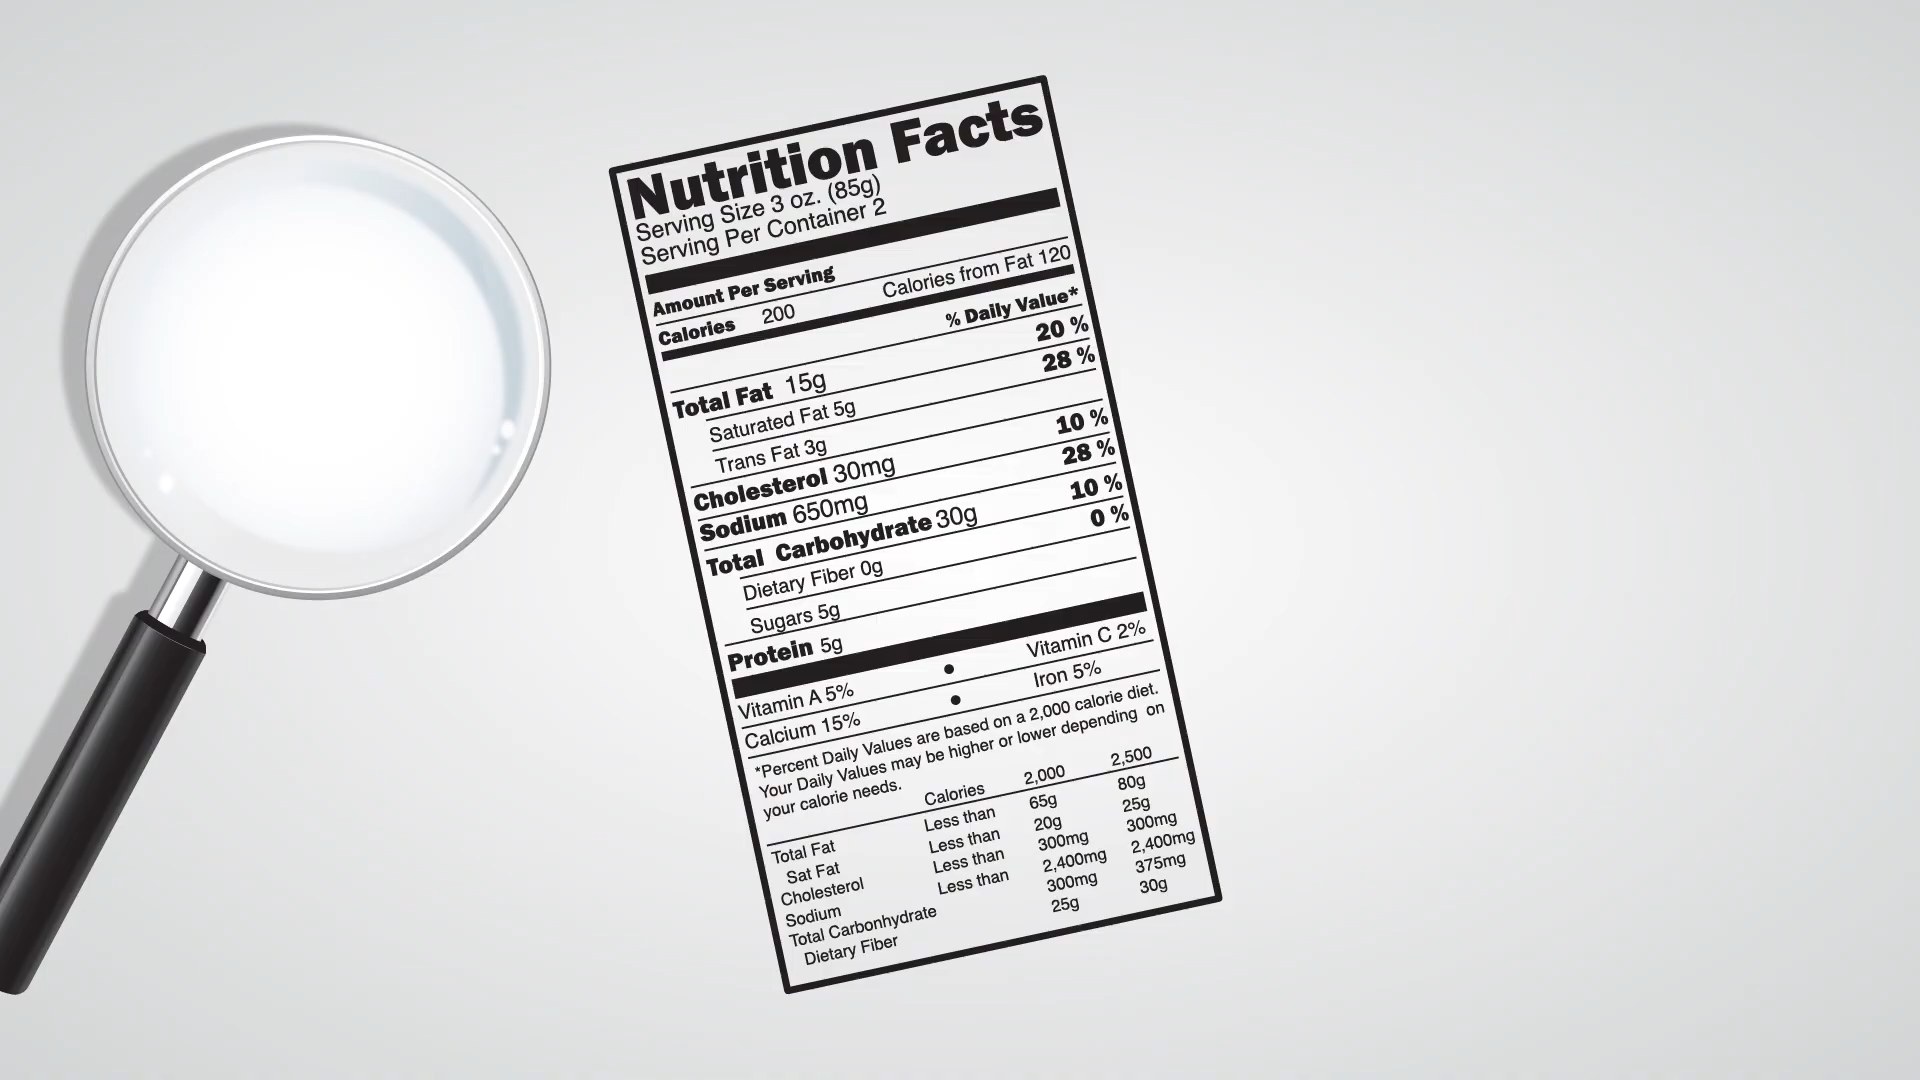 Nutrition Facts
Serving Size 3 oz. (85g)
Serving Per Container 2
Amount Per Serving
Calories 200 Calories from Fat 120
% Daily Value*
Total Fat 15g 20 %
Saturated Fat 5g 28 %
Trans Fat 3g
Cholesterol 30mg 10 %
Sodium 650mg 28 %
Total Carbohydrate 30g 10 %
Dietary Fiber 0g 0 %
Sugars 5g
Protein 5g
Vitamin A 5% • Vitamin C 2%
Calcium 15% • Iron 5%
*Percent Daily Values are based on a 2,000 calorie diet.
Your Daily Values may be higher or lower depending on
your calorie needs.
Calories 2,000 2,500
Total Fat Less than 65g 80g
Sat Fat Less than 20g 25g
Cholesterol Less than 300mg 300mg
Sodium Less than 2,400mg 2,400mg
Total Carbonhydrate 300mg 375mg
Dietary Fiber 25g 30g